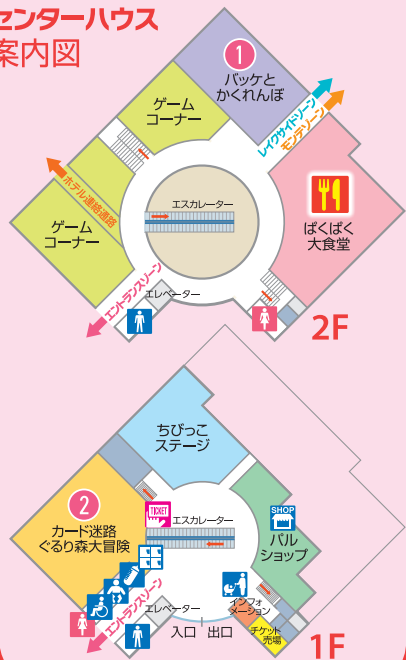 センターハウス
案内図
1
バッケと
かくれんぼ
ゲーム
コーナー
レイクサイドゾーン
モンテゾーン
ホテル連絡通路
ゲーム
コーナー
エスカレーター
ぱくぱく
大食堂
エントランスゾーン
エレベーター
2F
ちびっこ
ステージ
2
カード迷路
ぐるり森大冒険
TICKET
エスカレーター
SHOP
パル
ショップ
エントランスゾーン
エレベーター
入口
出口
インフォ
メーション
チケット
売場
1F